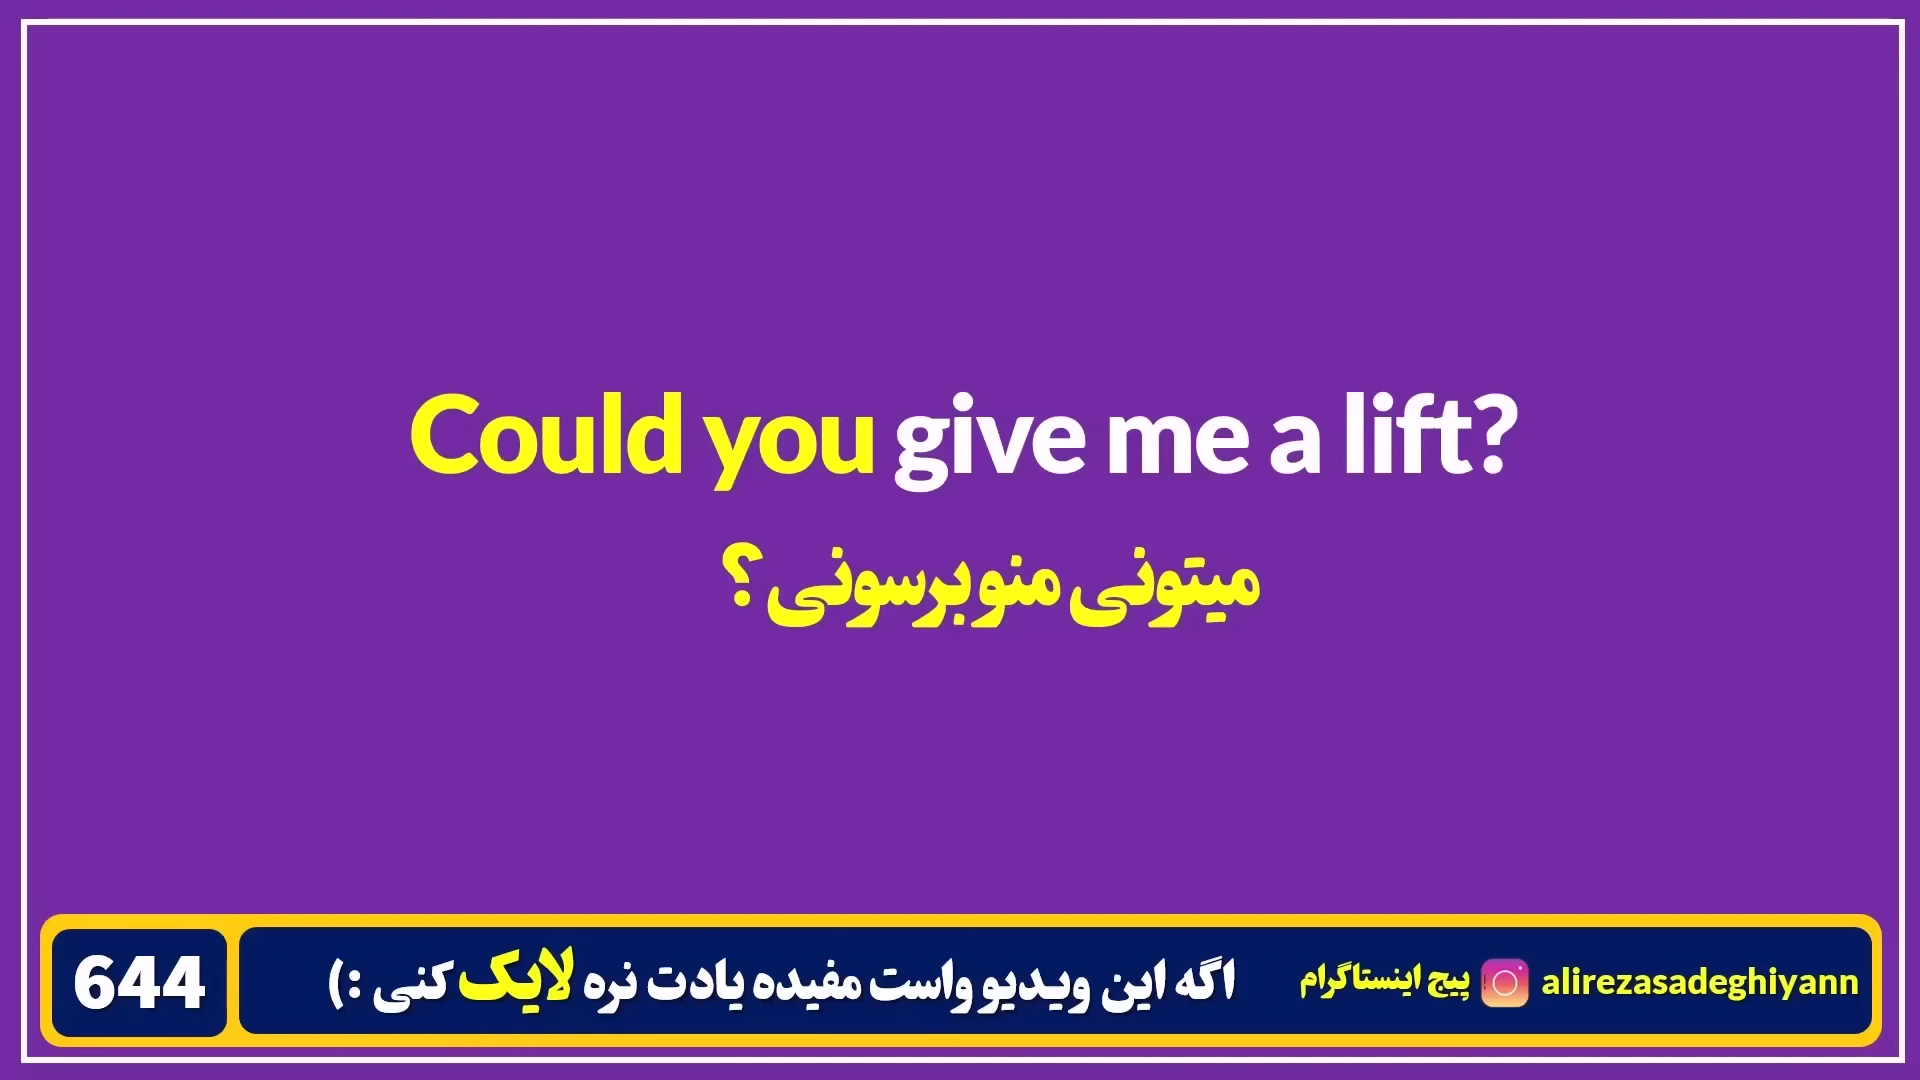 Could you give me a lift?
میتونی منو برسونی؟
644
اگه این ویدیو واست مفیده یادت نره لایک کنی :)
پیج اینستاگرام alirezasadeghiyann